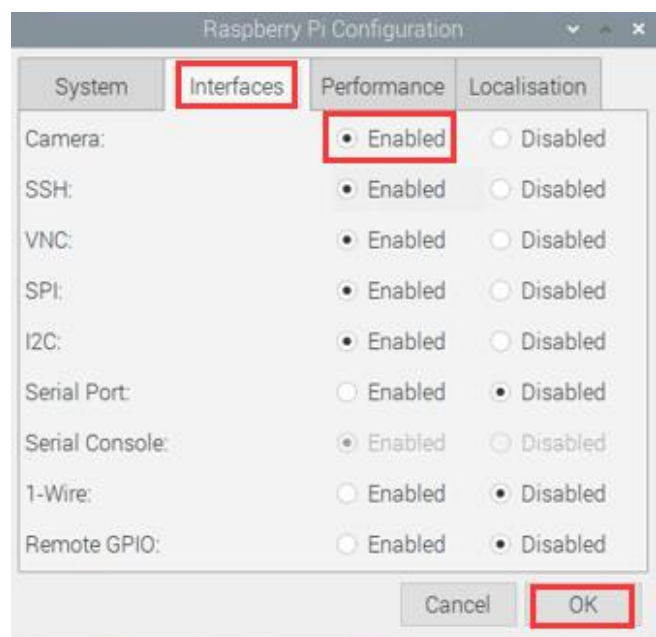 Raspberry Pi Configuration
System Interfaces Performance Localisation
Camera: Enabled Disabled
SSH: Enabled Disabled
VNC: Enabled Disabled
SPI: Enabled Disabled
I2C: Enabled Disabled
Serial Port: Enabled Disabled
Serial Console: Enabled Disabled
1-Wire: Enabled Disabled
Remote GPIO: Enabled Disabled
Cancel OK